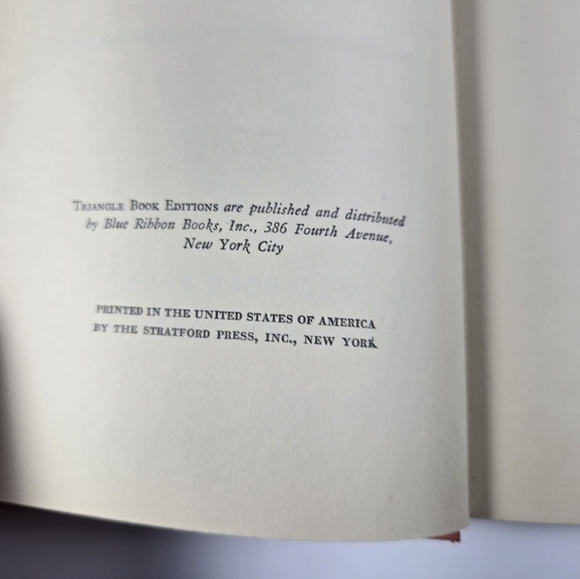 Triangle Book Editions are published and distributed
by Blue Ribbon Books, Inc., 386 Fourth Avenue,
New York City
PRINTED IN THE UNITED STATES OF AMERICA
BY THE STRATFORD PRESS, INC., NEW YORK